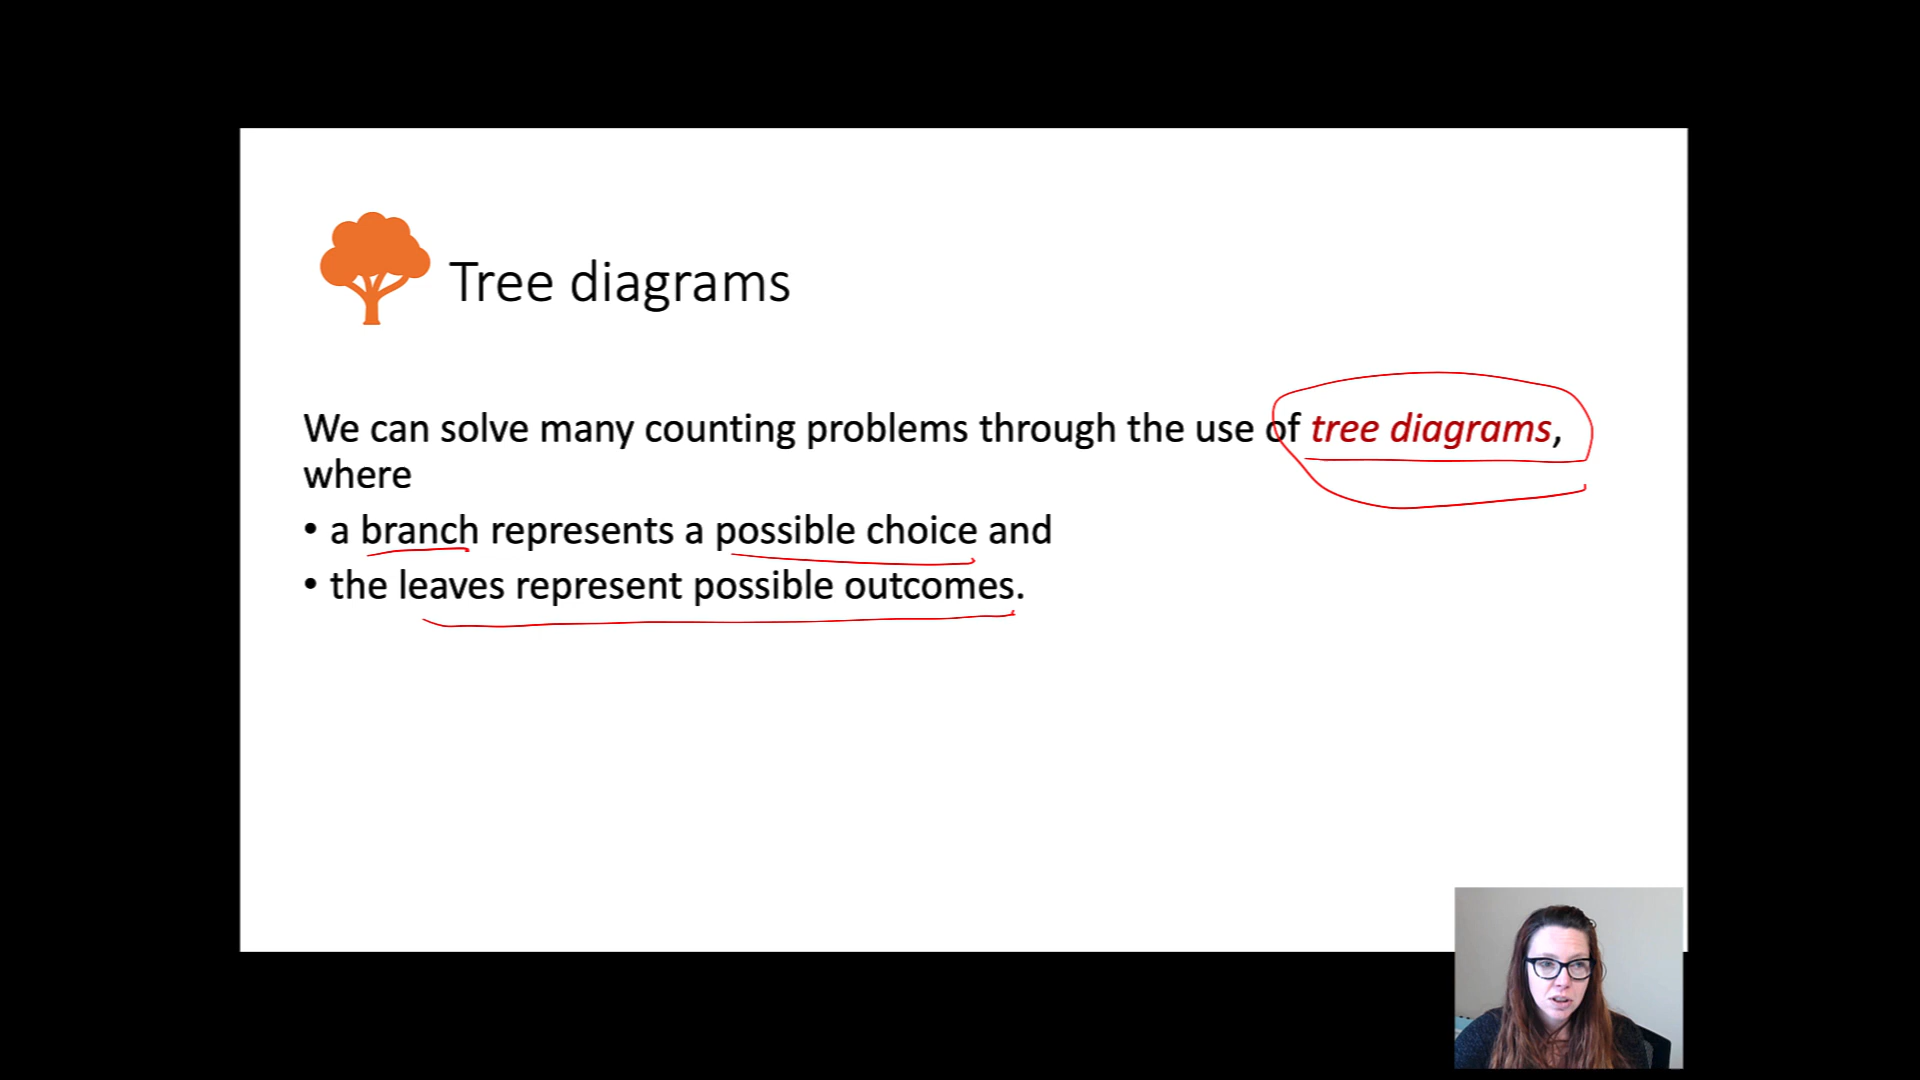 Tree diagrams
We can solve many counting problems through the use of tree diagrams,
where
• a branch represents a possible choice and
• the leaves represent possible outcomes.